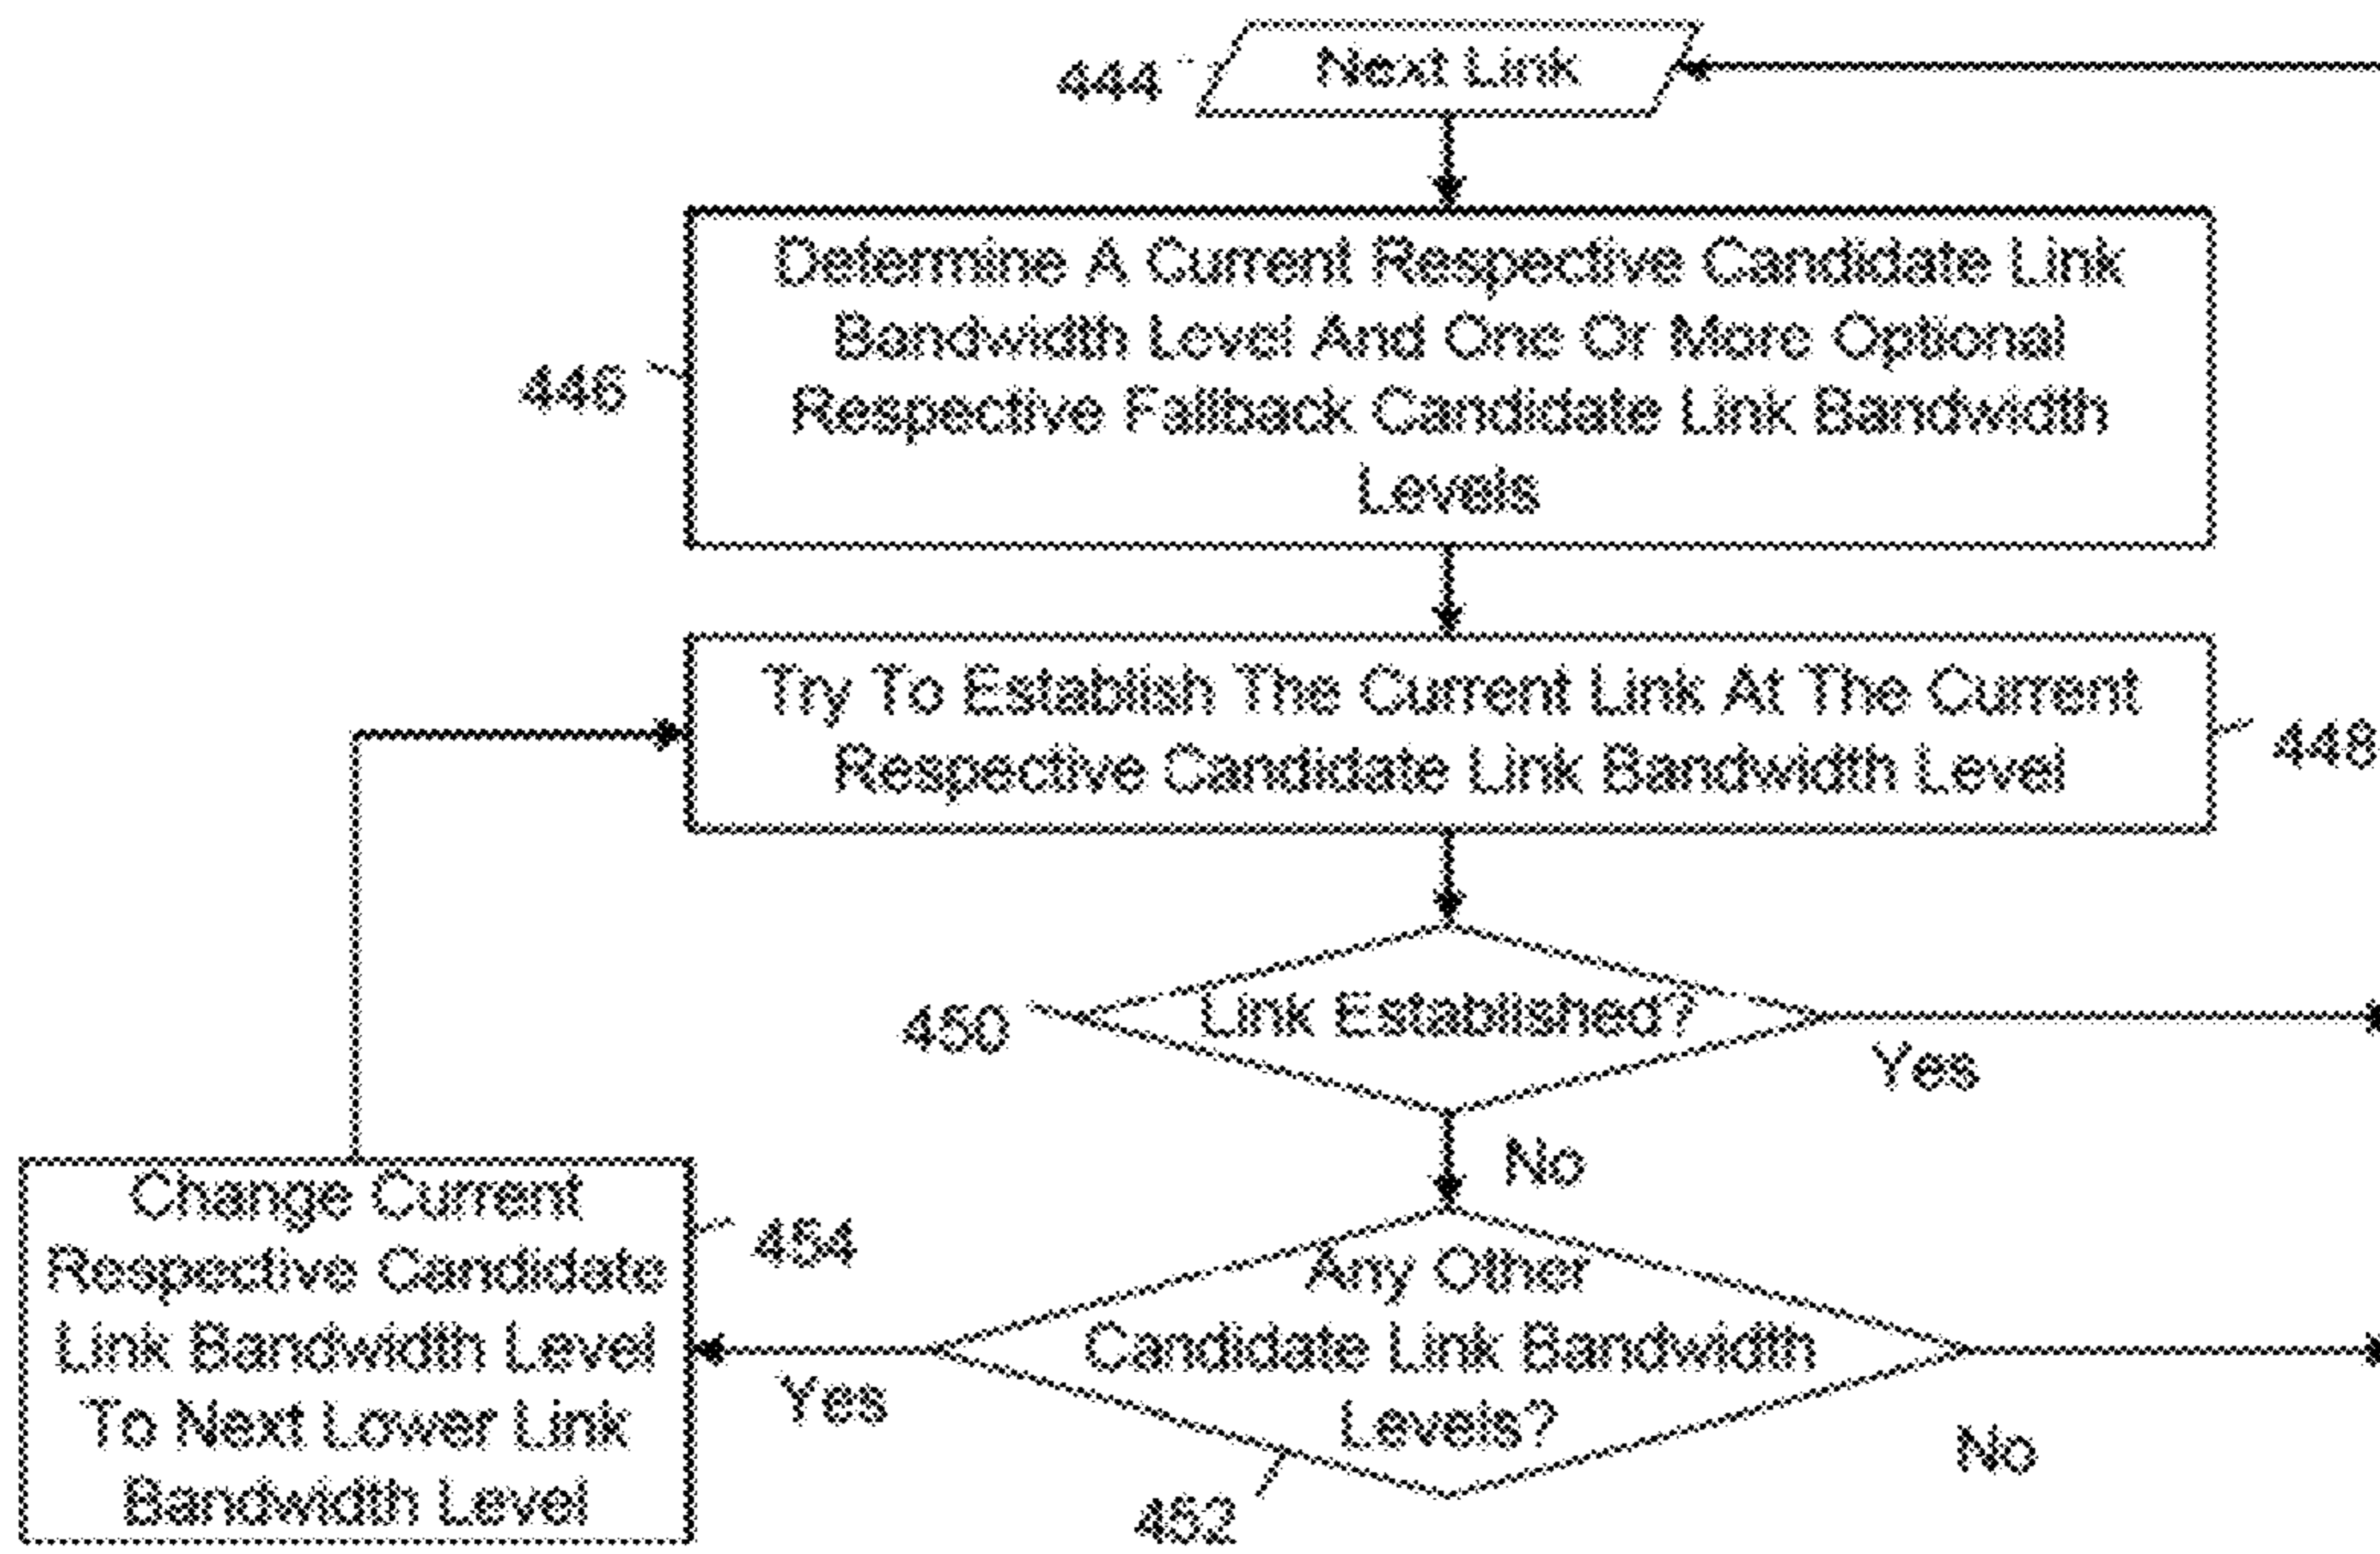 444
Next Link
Determine A Current Respective Candidate Link
Bandwidth Level And One Or More Optional
Respective Fallback Candidate Link Bandwidth
Levels
446
Try To Establish The Current Link At The Current
Respective Candidate Link Bandwidth Level
448
Link Established?
450
Yes
No
Change Current
Respective Candidate
Link Bandwidth Level
To Next Lower Link
Bandwidth Level
454
Yes
Any Other
Candidate Link Bandwidth
Levels?
No
452